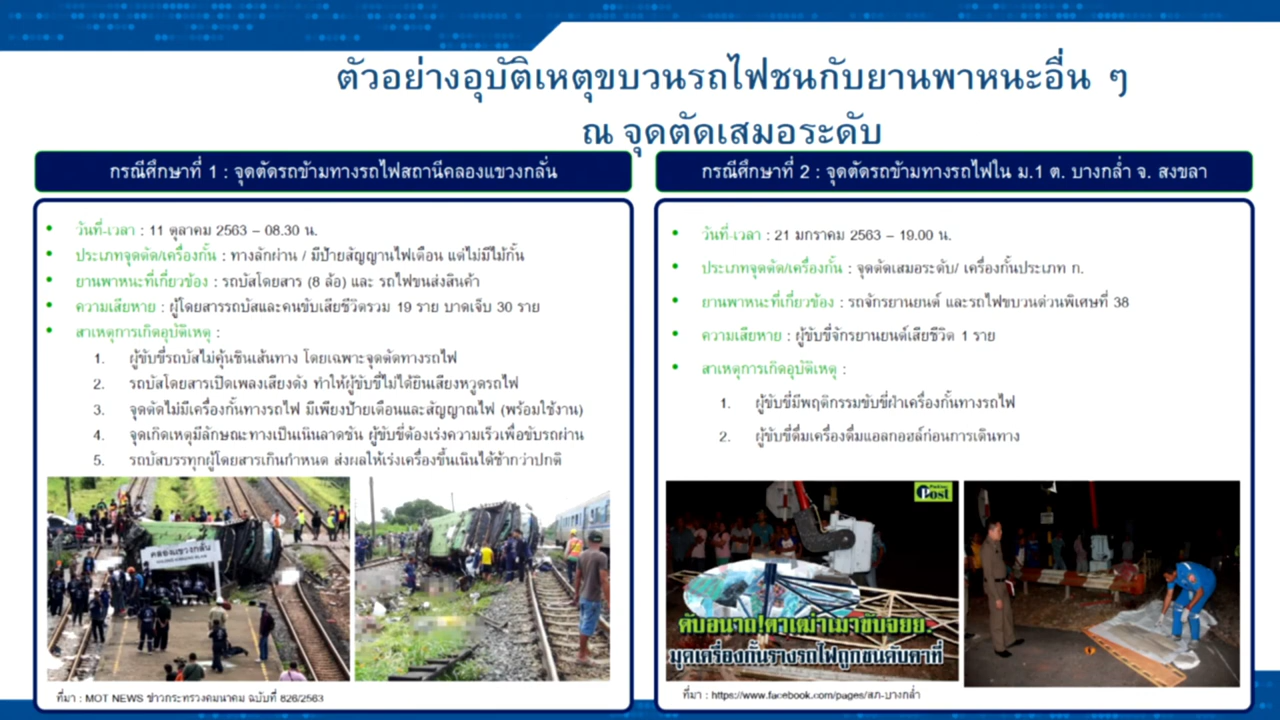 ตัวอย่างอุบัติเหตุขบวนรถไฟชนกับยานพาหนะอื่น ๆ
ณ จุดตัดเสมอระดับ
กรณีศึกษาที่ 1 : จุดตัดรถข้ามทางรถไฟสถานีคลองแขวงกลั่น
• วันที่-เวลา : 11 ตุลาคม 2563 – 08.30 น.
• ประเภทจุดตัด/เครื่องกั้น : ทางลักผ่าน / มีป้ายสัญญานไฟเตือน แต่ไม่มีไม้กั้น
• ยานพาหนะที่เกี่ยวข้อง : รถบัสโดยสาร (8 ล้อ) และ รถไฟขนส่งสินค้า
• ความเสียหาย : ผู้โดยสารรถบัสและคนขับเสียชีวิตรวม 19 ราย บาดเจ็บ 30 ราย
• สาเหตุการเกิดอุบัติเหตุ :
1. ผู้ขับขี่รถบัสไม่คุ้นชินเส้นทาง โดยเฉพาะจุดตัดทางรถไฟ
2. รถบัสโดยสารเปิดเพลงเสียงดัง ทำให้ผู้ขับขี่ไม่ได้ยินเสียงหวูดรถไฟ
3. จุดตัดไม่มีเครื่องกั้นทางรถไฟ มีเพียงป้ายเตือนและสัญญาณไฟ (พร้อมใช้งาน)
4. จุดเกิดเหตุมีลักษณะทางเป็นเนินลาดชัน ผู้ขับขี่ต้องเร่งความเร็วเพื่อขับรถผ่าน
5. รถบัสบรรทุกผู้โดยสารเกินกำหนด ส่งผลให้เร่งเครื่องขึ้นเนินได้ช้ากว่าปกติ
คลองแขวงกลั่น
ที่มา : MOT NEWS ข่าวกระทรวงคมนาคม ฉบับที่ 826/2563
กรณีศึกษาที่ 2 : จุดตัดรถข้ามทางรถไฟใน ม.1 ต. บางกล่ำ จ. สงขลา
• วันที่-เวลา : 21 มกราคม 2563 – 19.00 น.
• ประเภทจุดตัด/เครื่องกั้น : จุดตัดเสมอระดับ/ เครื่องกั้นประเภท ก.
• ยานพาหนะที่เกี่ยวข้อง : รถจักรยานยนต์ และรถไฟขบวนด่วนพิเศษที่ 38
• ความเสียหาย : ผู้ขับขี่จักรยานยนต์เสียชีวิต 1 ราย
• สาเหตุการเกิดอุบัติเหตุ :
1. ผู้ขับขี่มีพฤติกรรมขับขี่ฝ่าเครื่องกั้นทางรถไฟ
2. ผู้ขับขี่ดื่มเครื่องดื่มแอลกอฮล์ก่อนการเดินทาง
Post
ดับอนาถ!ตาเฒ่าเมาขับจยย.
มุดเครื่องกั้นรางรถไฟถูกชนดับคาที่
ที่มา : https://www.facebook.com/pages/สภ-บางกล่ำ